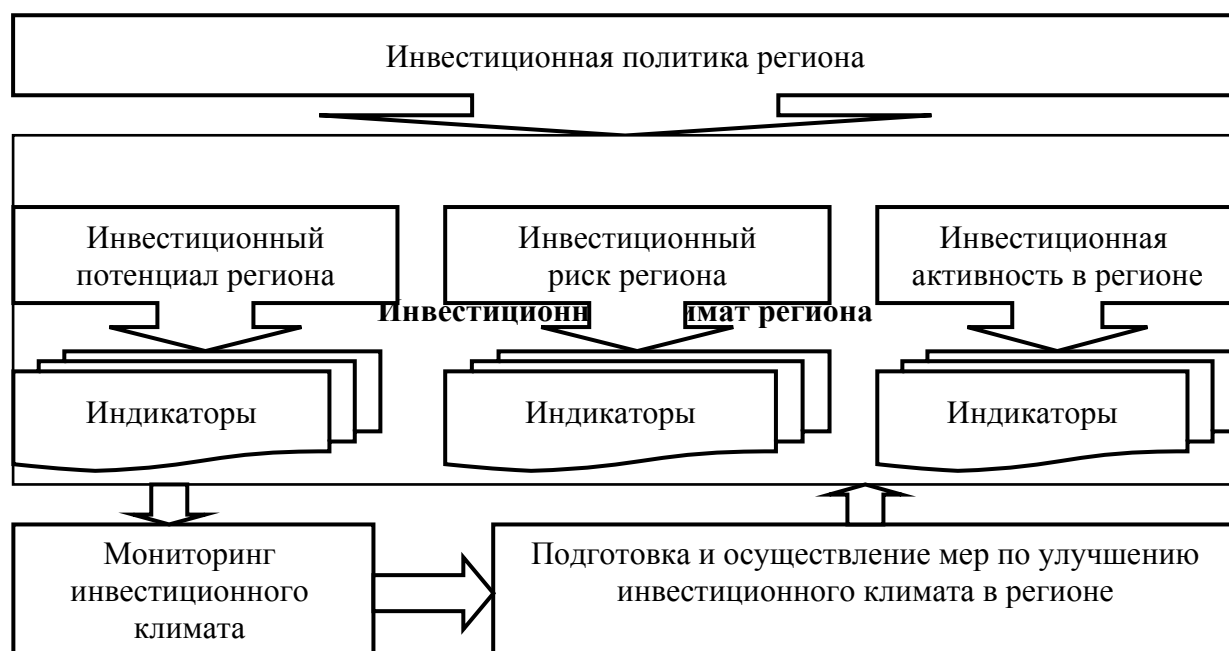 Инвестиционная политика региона
Инвестиционный
потенциал региона
Инвестиционный
риск региона
Инвестиционная
активность в регионе
Инвестиционн имат региона
Индикаторы
Индикаторы
Индикаторы
Мониторинг
инвестиционного
климата
Подготовка и осуществление мер по улучшению
инвестиционного климата в регионе